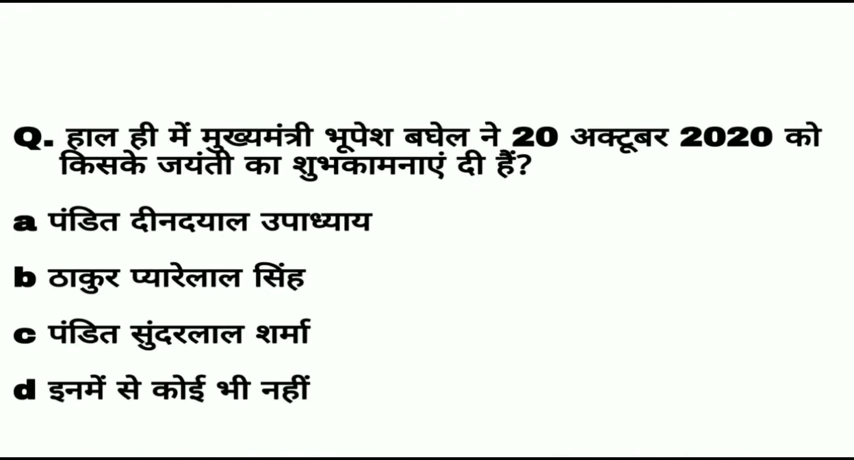 Q. हाल ही में मुख्यमंत्री भूपेश बघेल ने 20 अक्टूबर 2020 को
किसके जयंती का शुभकामनाएं दी हैं?
a पंडित दीनदयाल उपाध्याय
b ठाकुर प्यारेलाल सिंह
c पंडित सुंदरलाल शर्मा
d इनमें से कोई भी नहीं